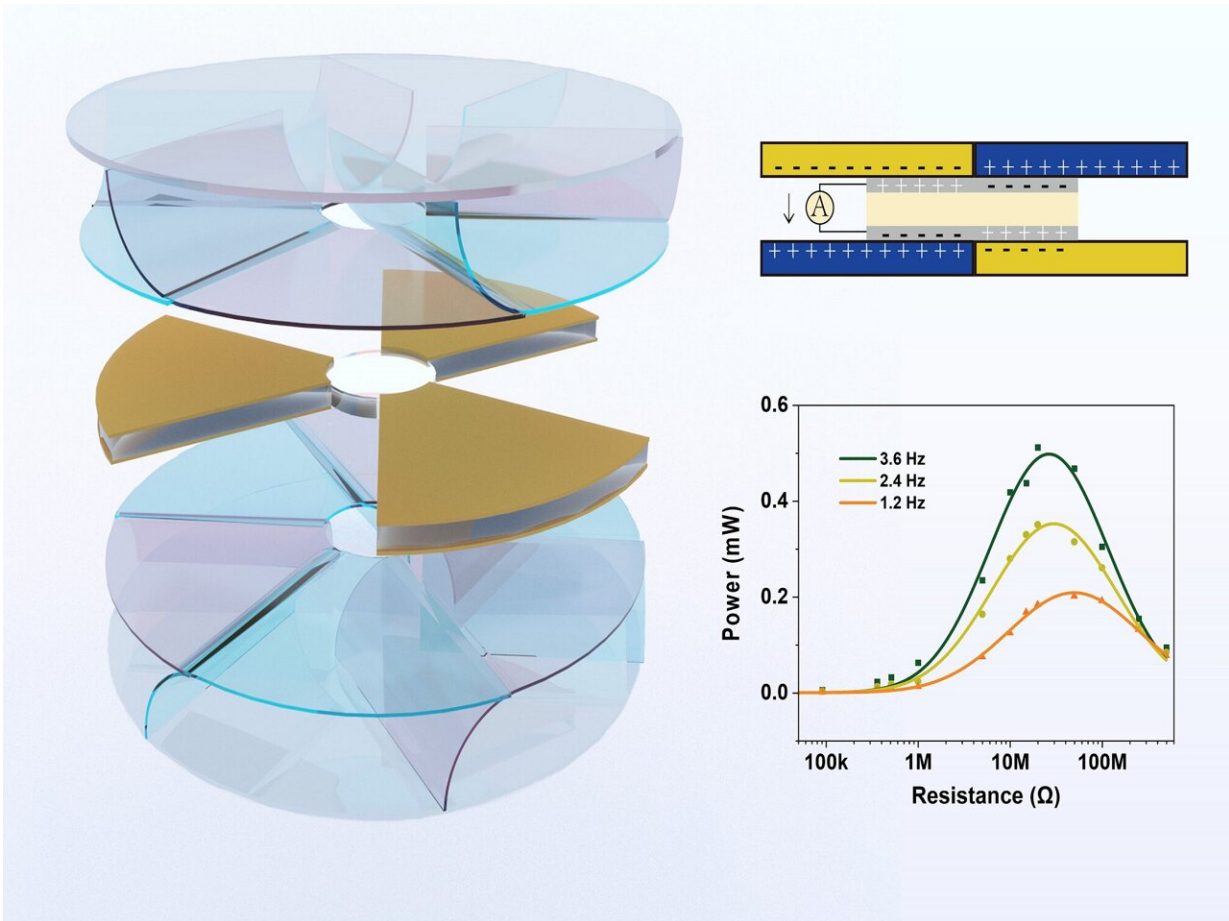 A
0.6
0.4
0.2
0.0
Power (mW)
3.6 Hz
2.4 Hz
1.2 Hz
100k 1M 10M 100M
Resistance (Ω)